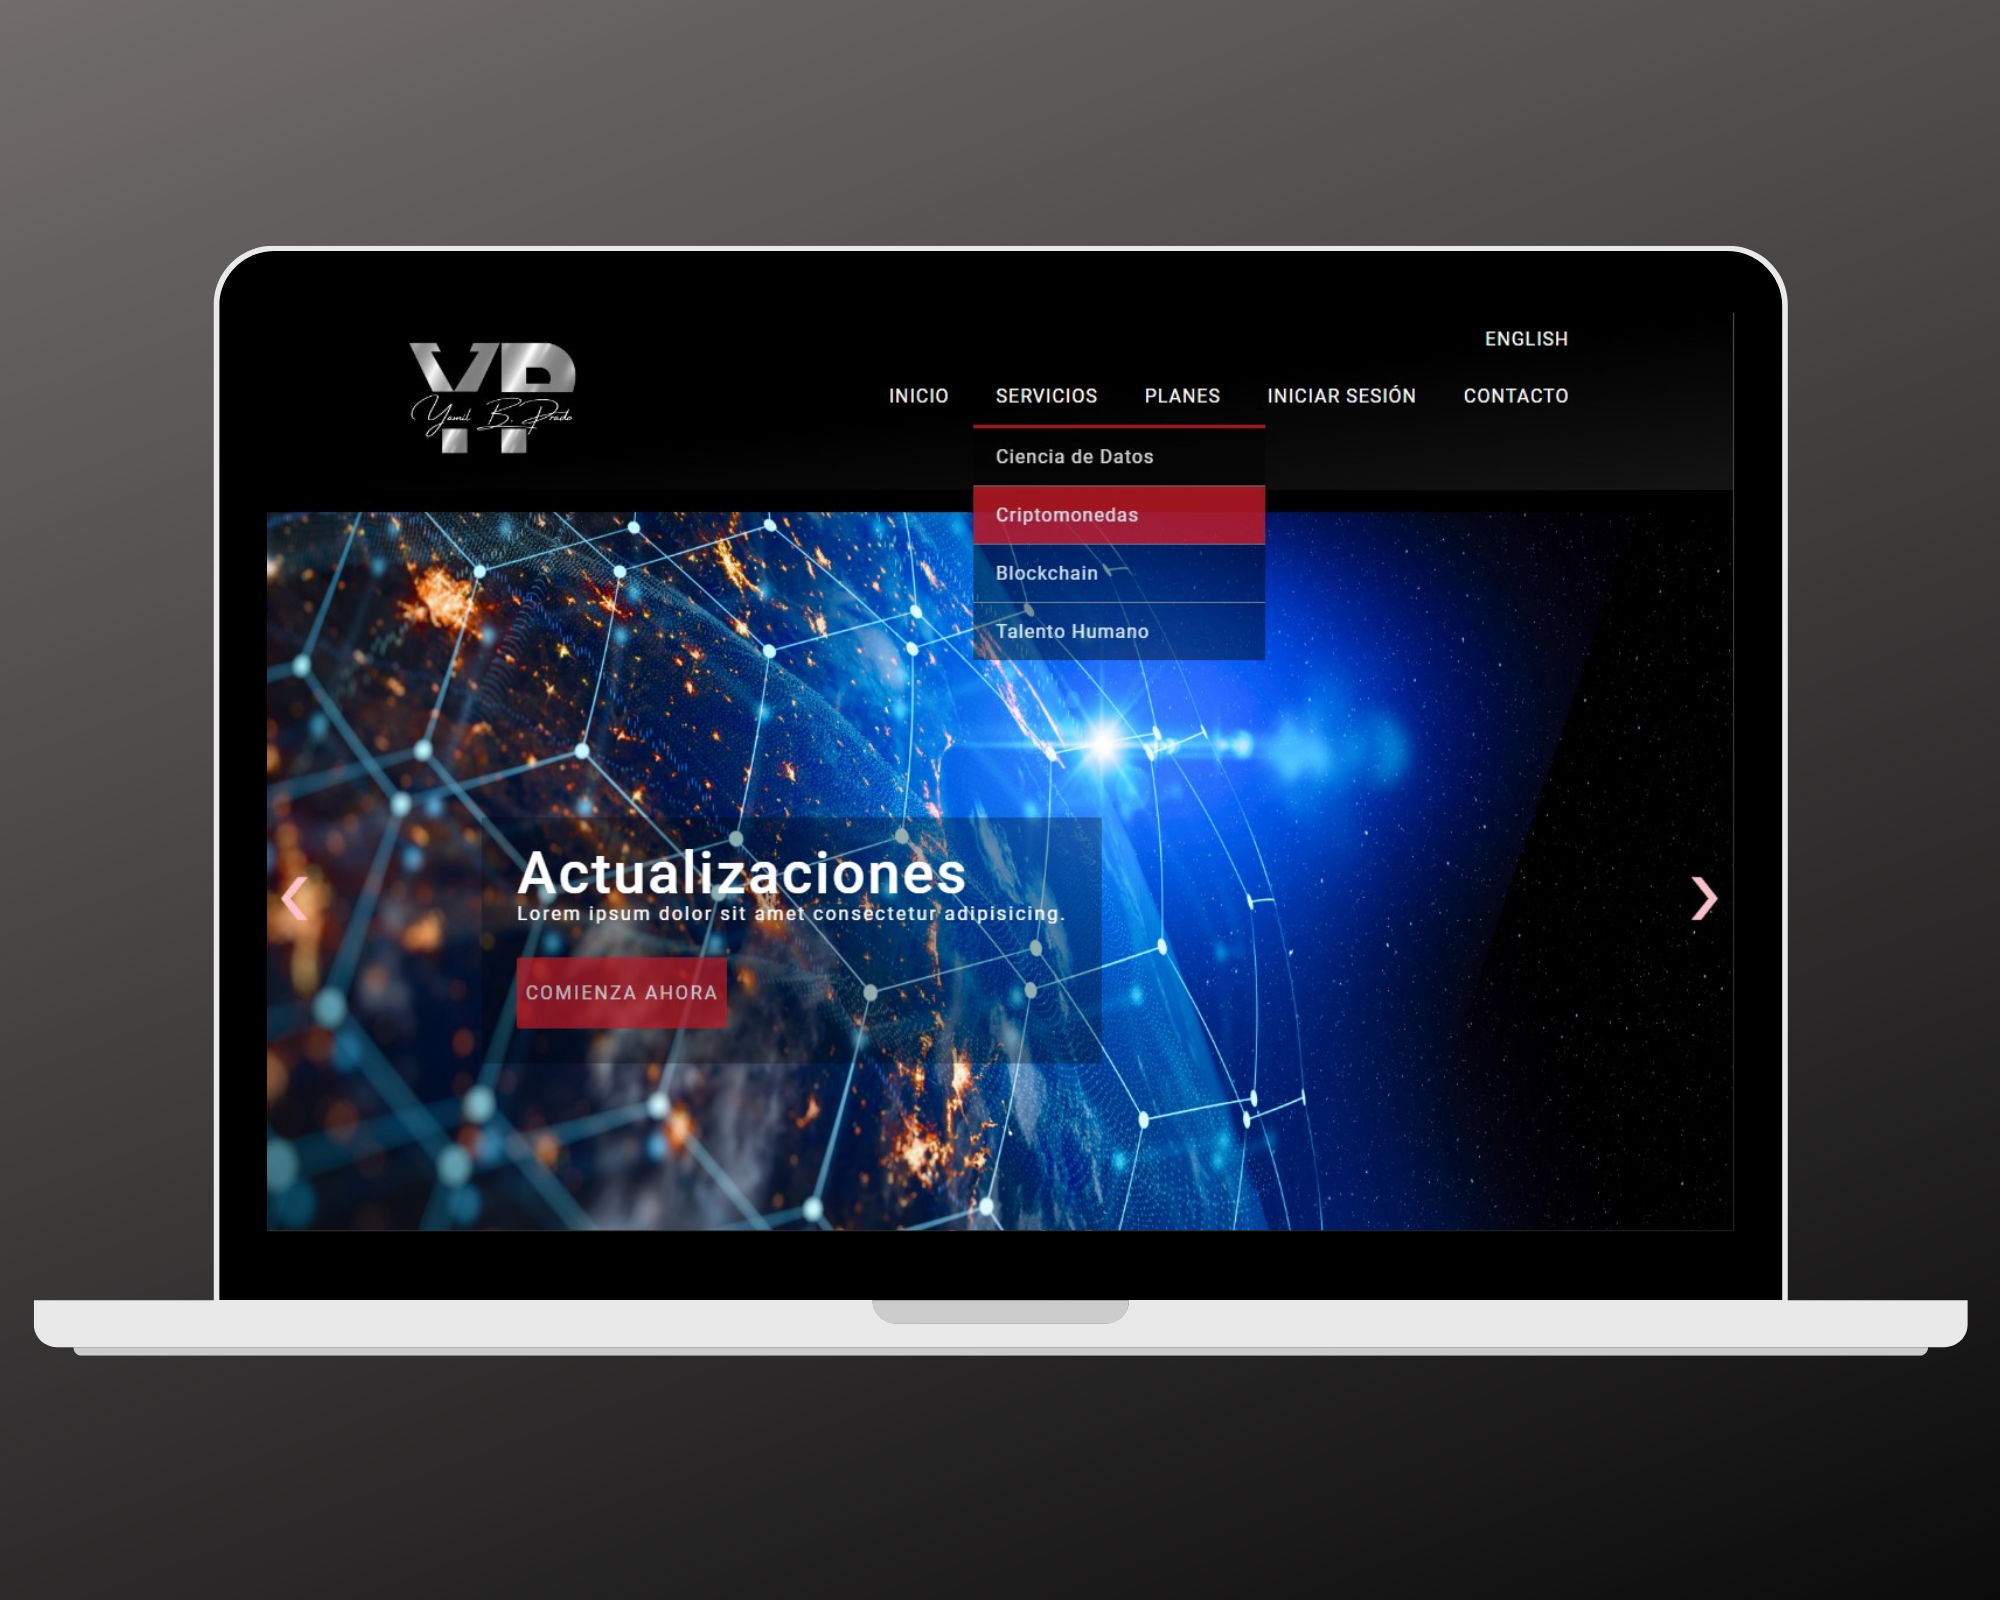 ENGLISH
YP
Yamil B. Prado
INICIO SERVICIOS PLANES INICIAR SESIÓN CONTACTO
Ciencia de Datos
Criptomonedas
Blockchain
Talento Humano
Actualizaciones
Lorem ipsum dolor sit amet consectetur adipisicing.
COMIENZA AHORA